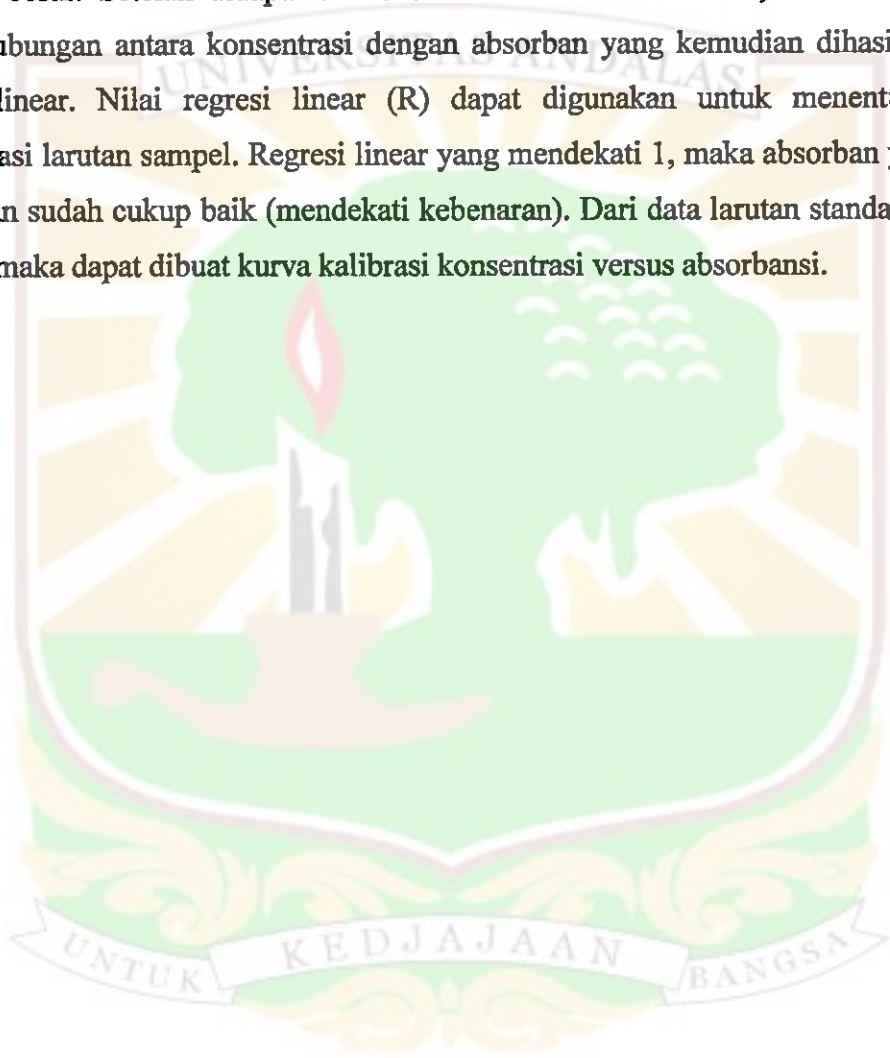 ubungan antara konsentrasi dengan absorban yang kemudian dihasi
UNIVERSITAS ANDALAS
linear. Nilai regresi linear (R) dapat digunakan untuk menent
asi larutan sampel. Regresi linear yang mendekati 1, maka absorban
n sudah cukup baik (mendekati kebenaran). Dari data larutan standa
maka dapat dibuat kurva kalibrasi konsentrasi versus absorbansi.
UNTUK KEDJAJAAN BANGSA